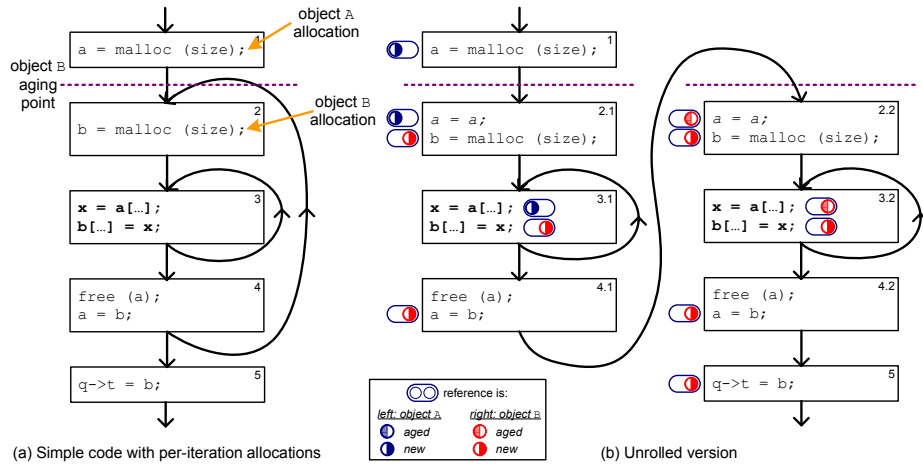 object A
allocation
1
a = malloc (size);
object B
aging
point
2
b = malloc (size);
object B
allocation
3
x = a[…];
b[…] = x;
4
free (a);
a = b;
5
q->t = b;
(a) Simple code with per-iteration allocations
1
a = malloc (size);
2.1
a = a;
b = malloc (size);
3.1
x = a[…];
b[…] = x;
4.1
free (a);
a = b;
reference is:
left: object A
right: object B
aged
aged
new
new
2.2
a = a;
b = malloc (size);
3.2
x = a[…];
b[…] = x;
4.2
free (a);
a = b;
5
q->t = b;
(b) Unrolled version